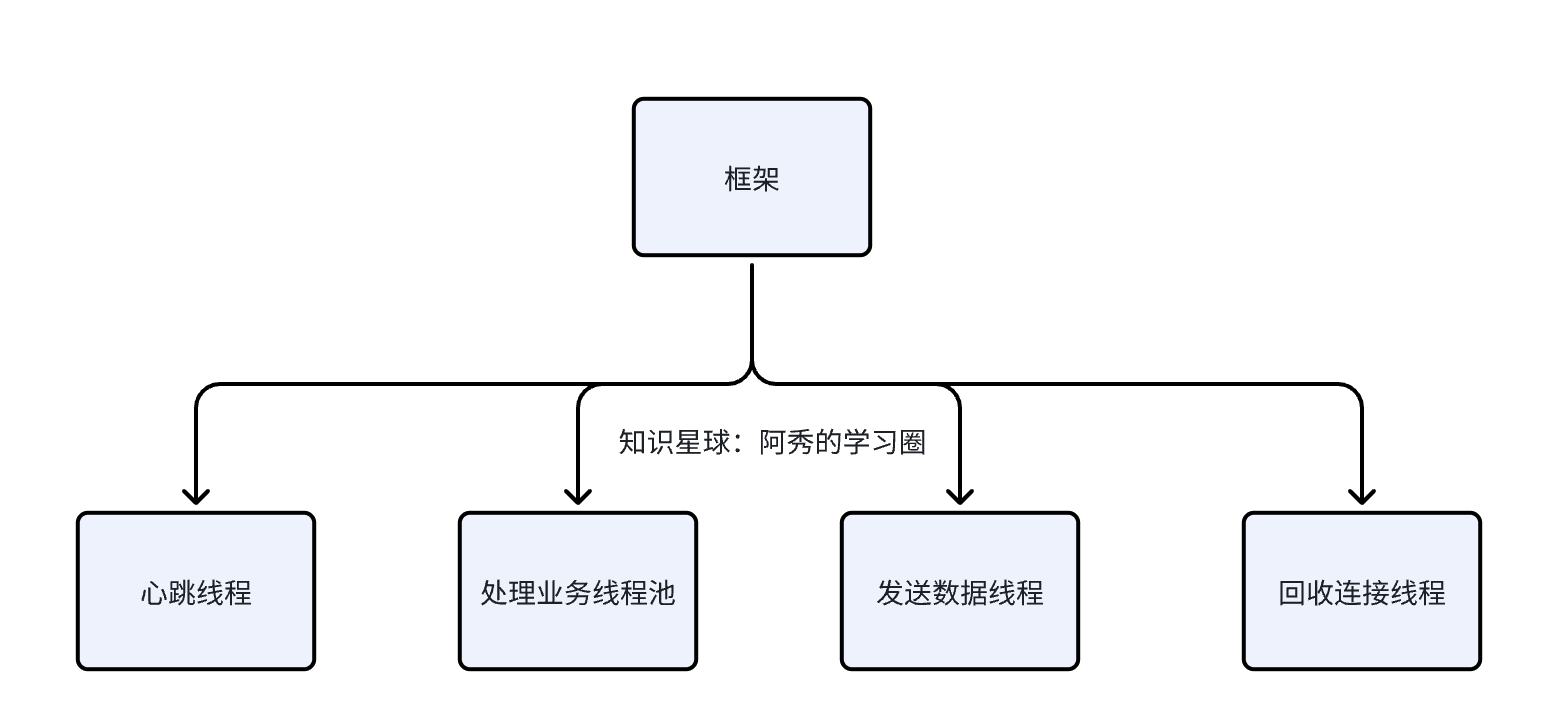 框架
知识星球：阿秀的学习圈
心跳线程
处理业务线程池
发送数据线程
回收连接线程